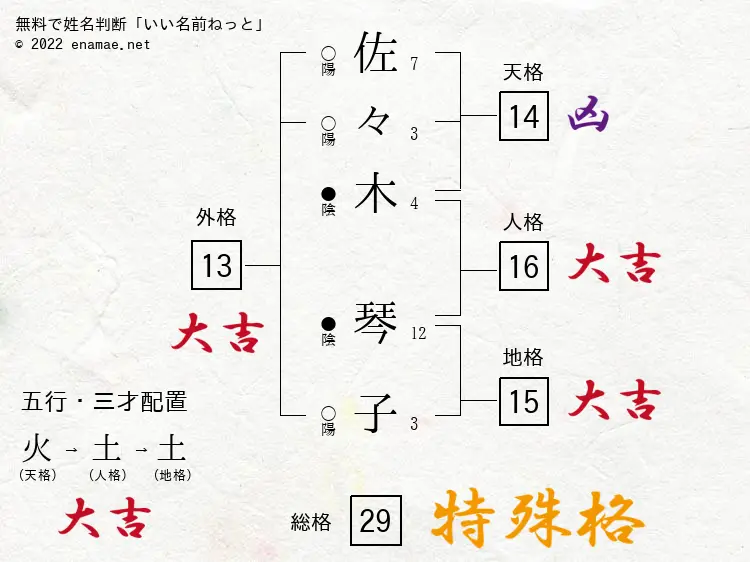 無料で姓名判断「いい名前ねっと」
© 2022 enamae.net
○陽 佐 7
○陽 々 3
●陰 木 4
●陰 琴 12
○陽 子 3
天格
14 凶
人格
16 大吉
地格
15 大吉
外格
13
大吉
五行・三才配置
火 → 土 → 土
(天格) (人格) (地格)
大吉
総格 29 特殊格